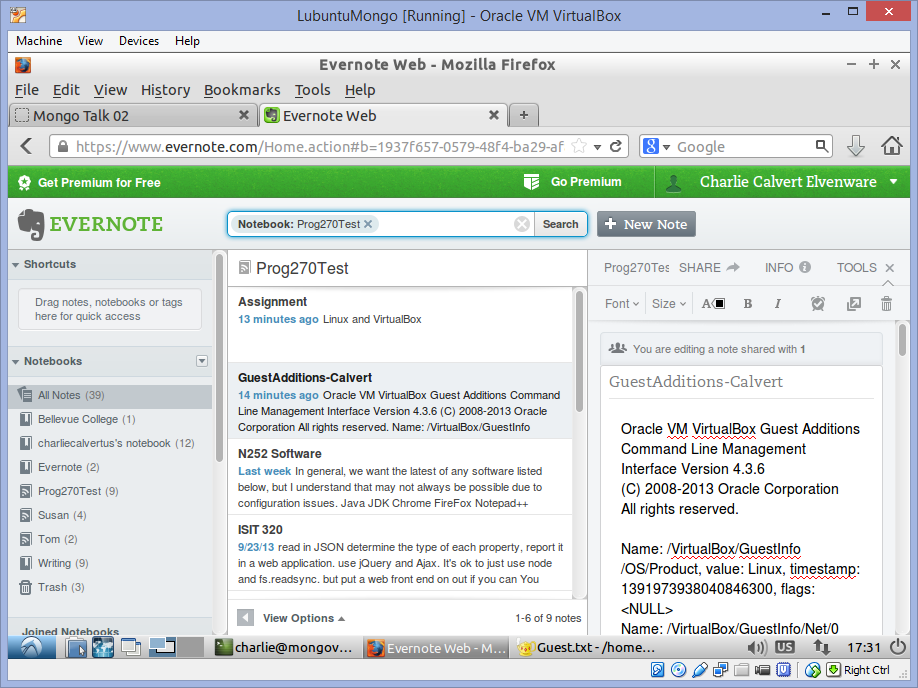 LubuntuMongo [Running] - Oracle VM VirtualBox
Machine View Devices Help
Evernote Web - Mozilla Firefox
File Edit View History Bookmarks Tools Help
Mongo Talk 02
Evernote Web
https://www.evernote.com/Home.action#b=1937f657-0579-48f4-ba29-af
Google
Get Premium for Free
Go Premium
Charlie Calvert Elvenware
EVERNOTE
Notebook: Prog270Test
Search
+ New Note
Shortcuts
Drag notes, notebooks or tags
here for quick access
Notebooks
All Notes (39)
Bellevue College (1)
charliecalvertus's notebook (12)
Evernote (2)
Prog270Test (9)
Susan (4)
Tom (2)
Writing (9)
Trash (3)
Joined Notebooks
Prog270Test
Assignment
13 minutes ago Linux and VirtualBox
GuestAdditions-Calvert
14 minutes ago Oracle VM VirtualBox Guest Additions Command
Line Management Interface Version 4.3.6 (C) 2008-2013 Oracle
Corporation All rights reserved. Name: /VirtualBox/GuestInfo
N252 Software
Last week In general, we want the latest of any software listed
below, but I understand that may not always be possible due to
configuration issues. Java JDK Chrome FireFox Notepad++
ISIT 320
9/23/13 read in JSON determine the type of each property, report it
in a web application. use jQuery and Ajax. It's ok to just use node
and fs.readsync. but put a web front end on out if you can You
View Options
1-6 of 9 notes
Prog270Tes SHARE INFO TOOLS
Font Size A B I
You are editing a note shared with 1
GuestAdditions-Calvert
Oracle VM VirtualBox Guest Additions
Command Line Management
Interface Version 4.3.6
(C) 2008-2013 Oracle Corporation
All rights reserved.
Name: /VirtualBox/GuestInfo
/OS/Product, value: Linux, timestamp:
1391973938040846300, flags:
<NULL>
Name: /VirtualBox/GuestInfo/Net/0
charlie@mongov...
Evernote Web - M...
Guest.txt - /home...
US
17:31
Right Ctrl